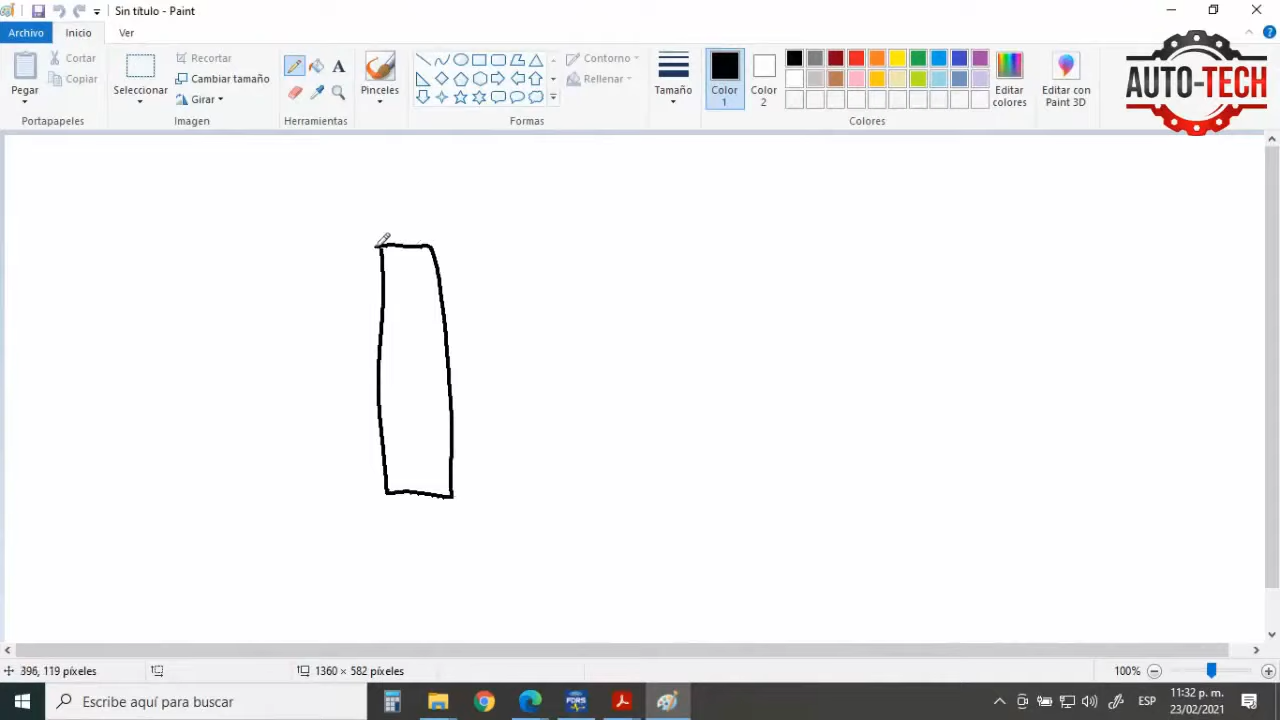 Sin título - Paint
Archivo Inicio Ver
Pegar
Cortar
Copiar
Portapapeles
Seleccionar
Recortar
Cambiar tamaño
Girar
Imagen
A
Herramientas
Pinceles
Contorno
Rellenar
Formas
Tamaño
Color
1
Color
2
Editar
colores
Colores
Editar con
Paint 3D
AUTO-TECH
396, 119 píxeles
1360 × 582 píxeles
100%
Escribe aquí para buscar
FDRS
ESP
11:32 p. m.
23/02/2021